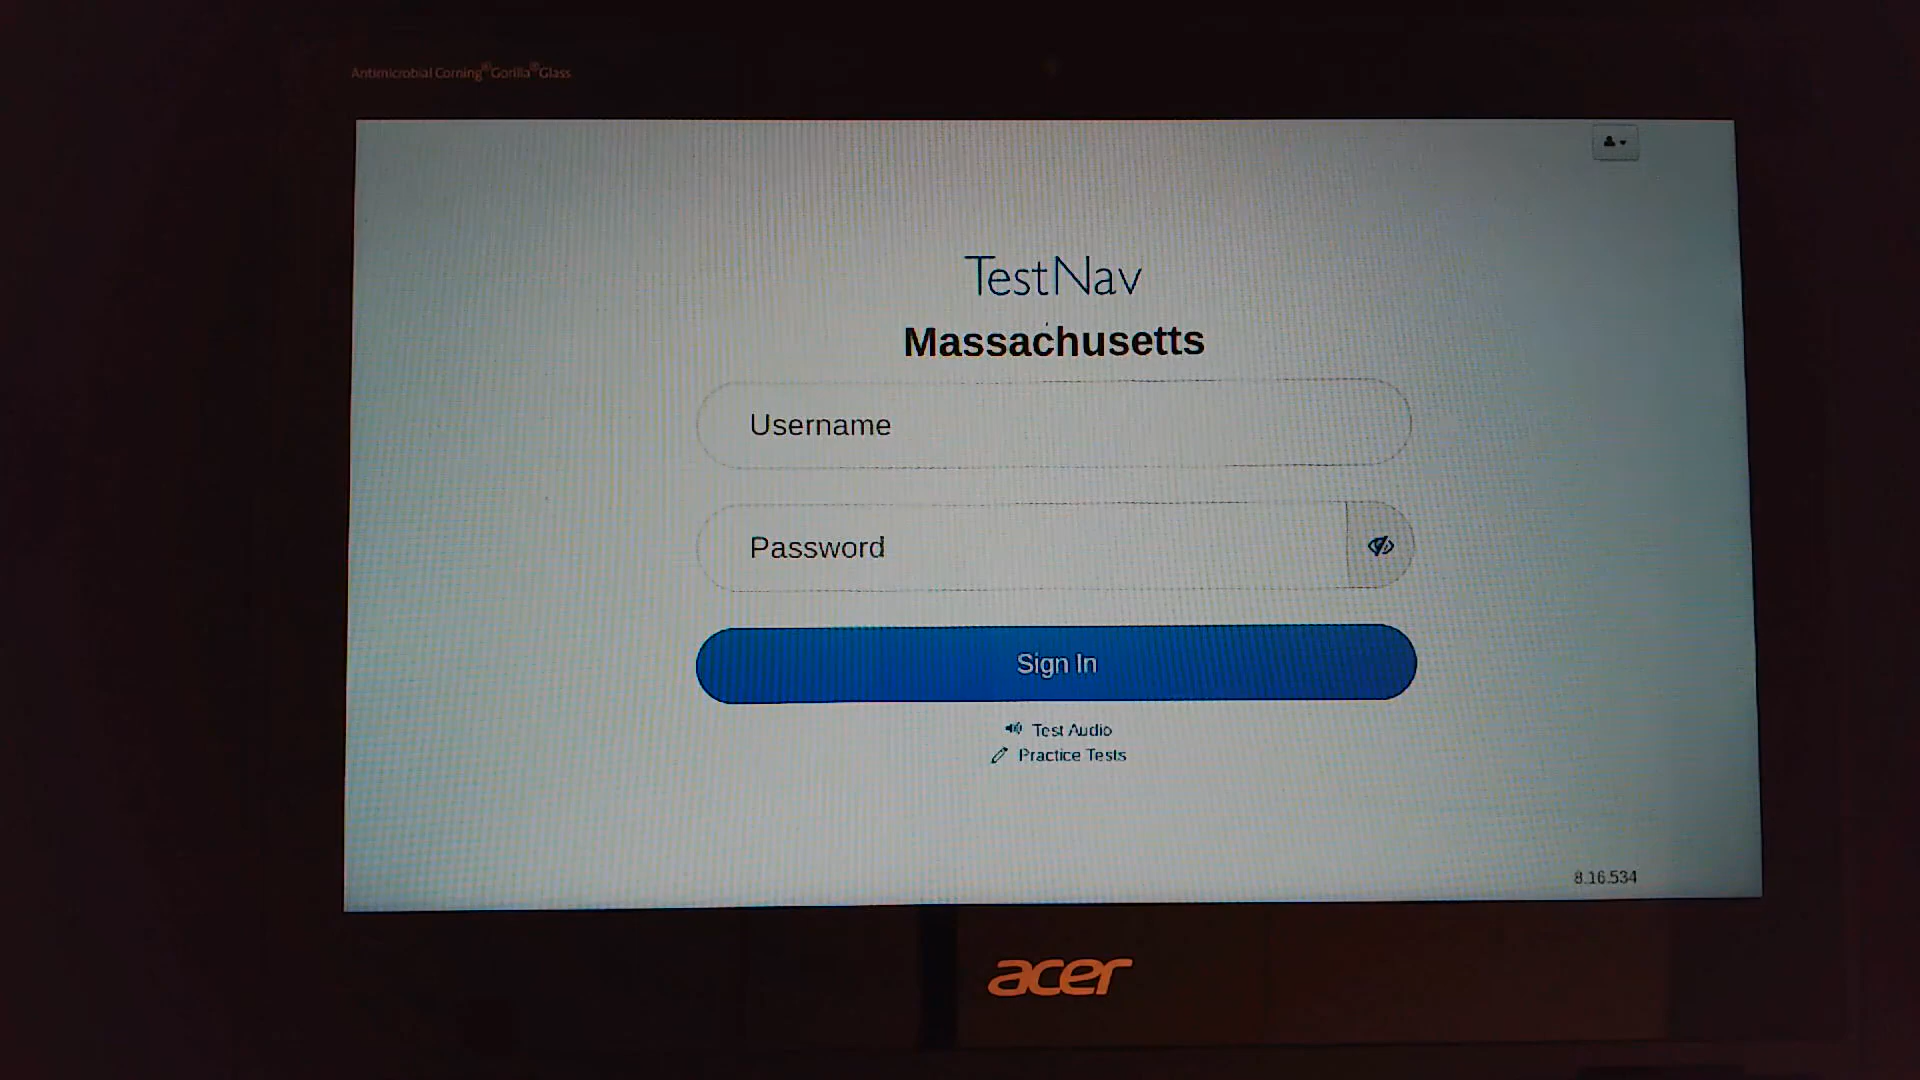 Antimicrobial Corning®Gorilla®Glass
TestNav
Massachusetts
Username
Password
Sign In
Test Audio
Practice Tests
8.16.534
acer